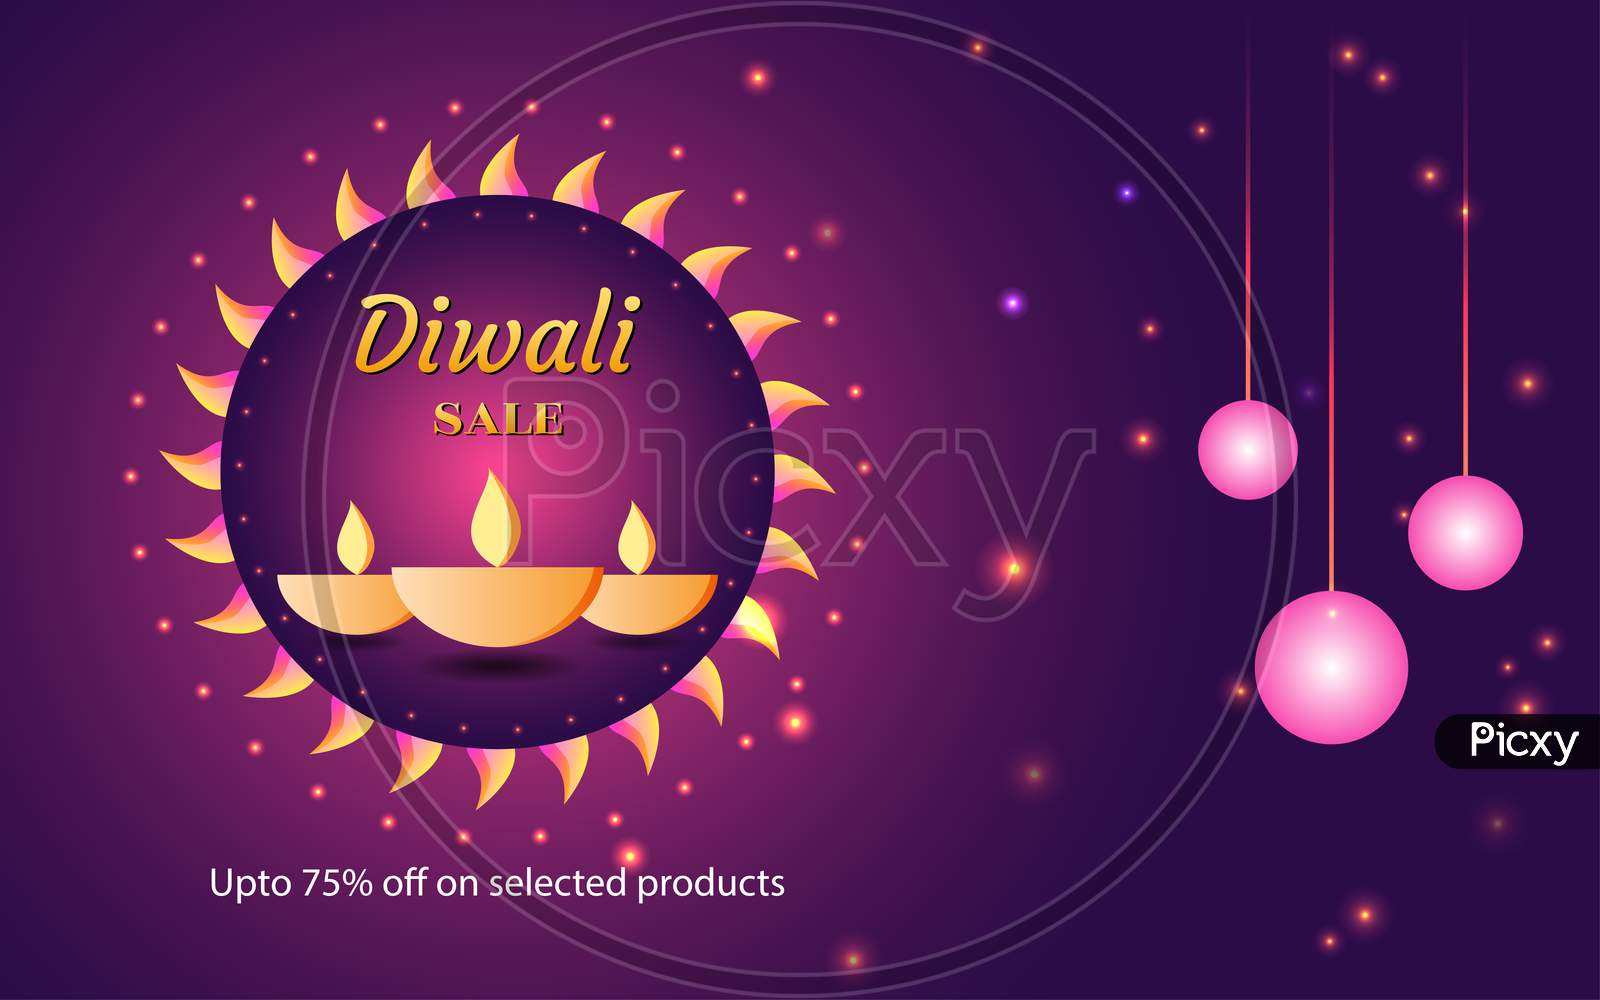 Diwali
SALE
Picxy
Picxy
Upto 75% off on selected products